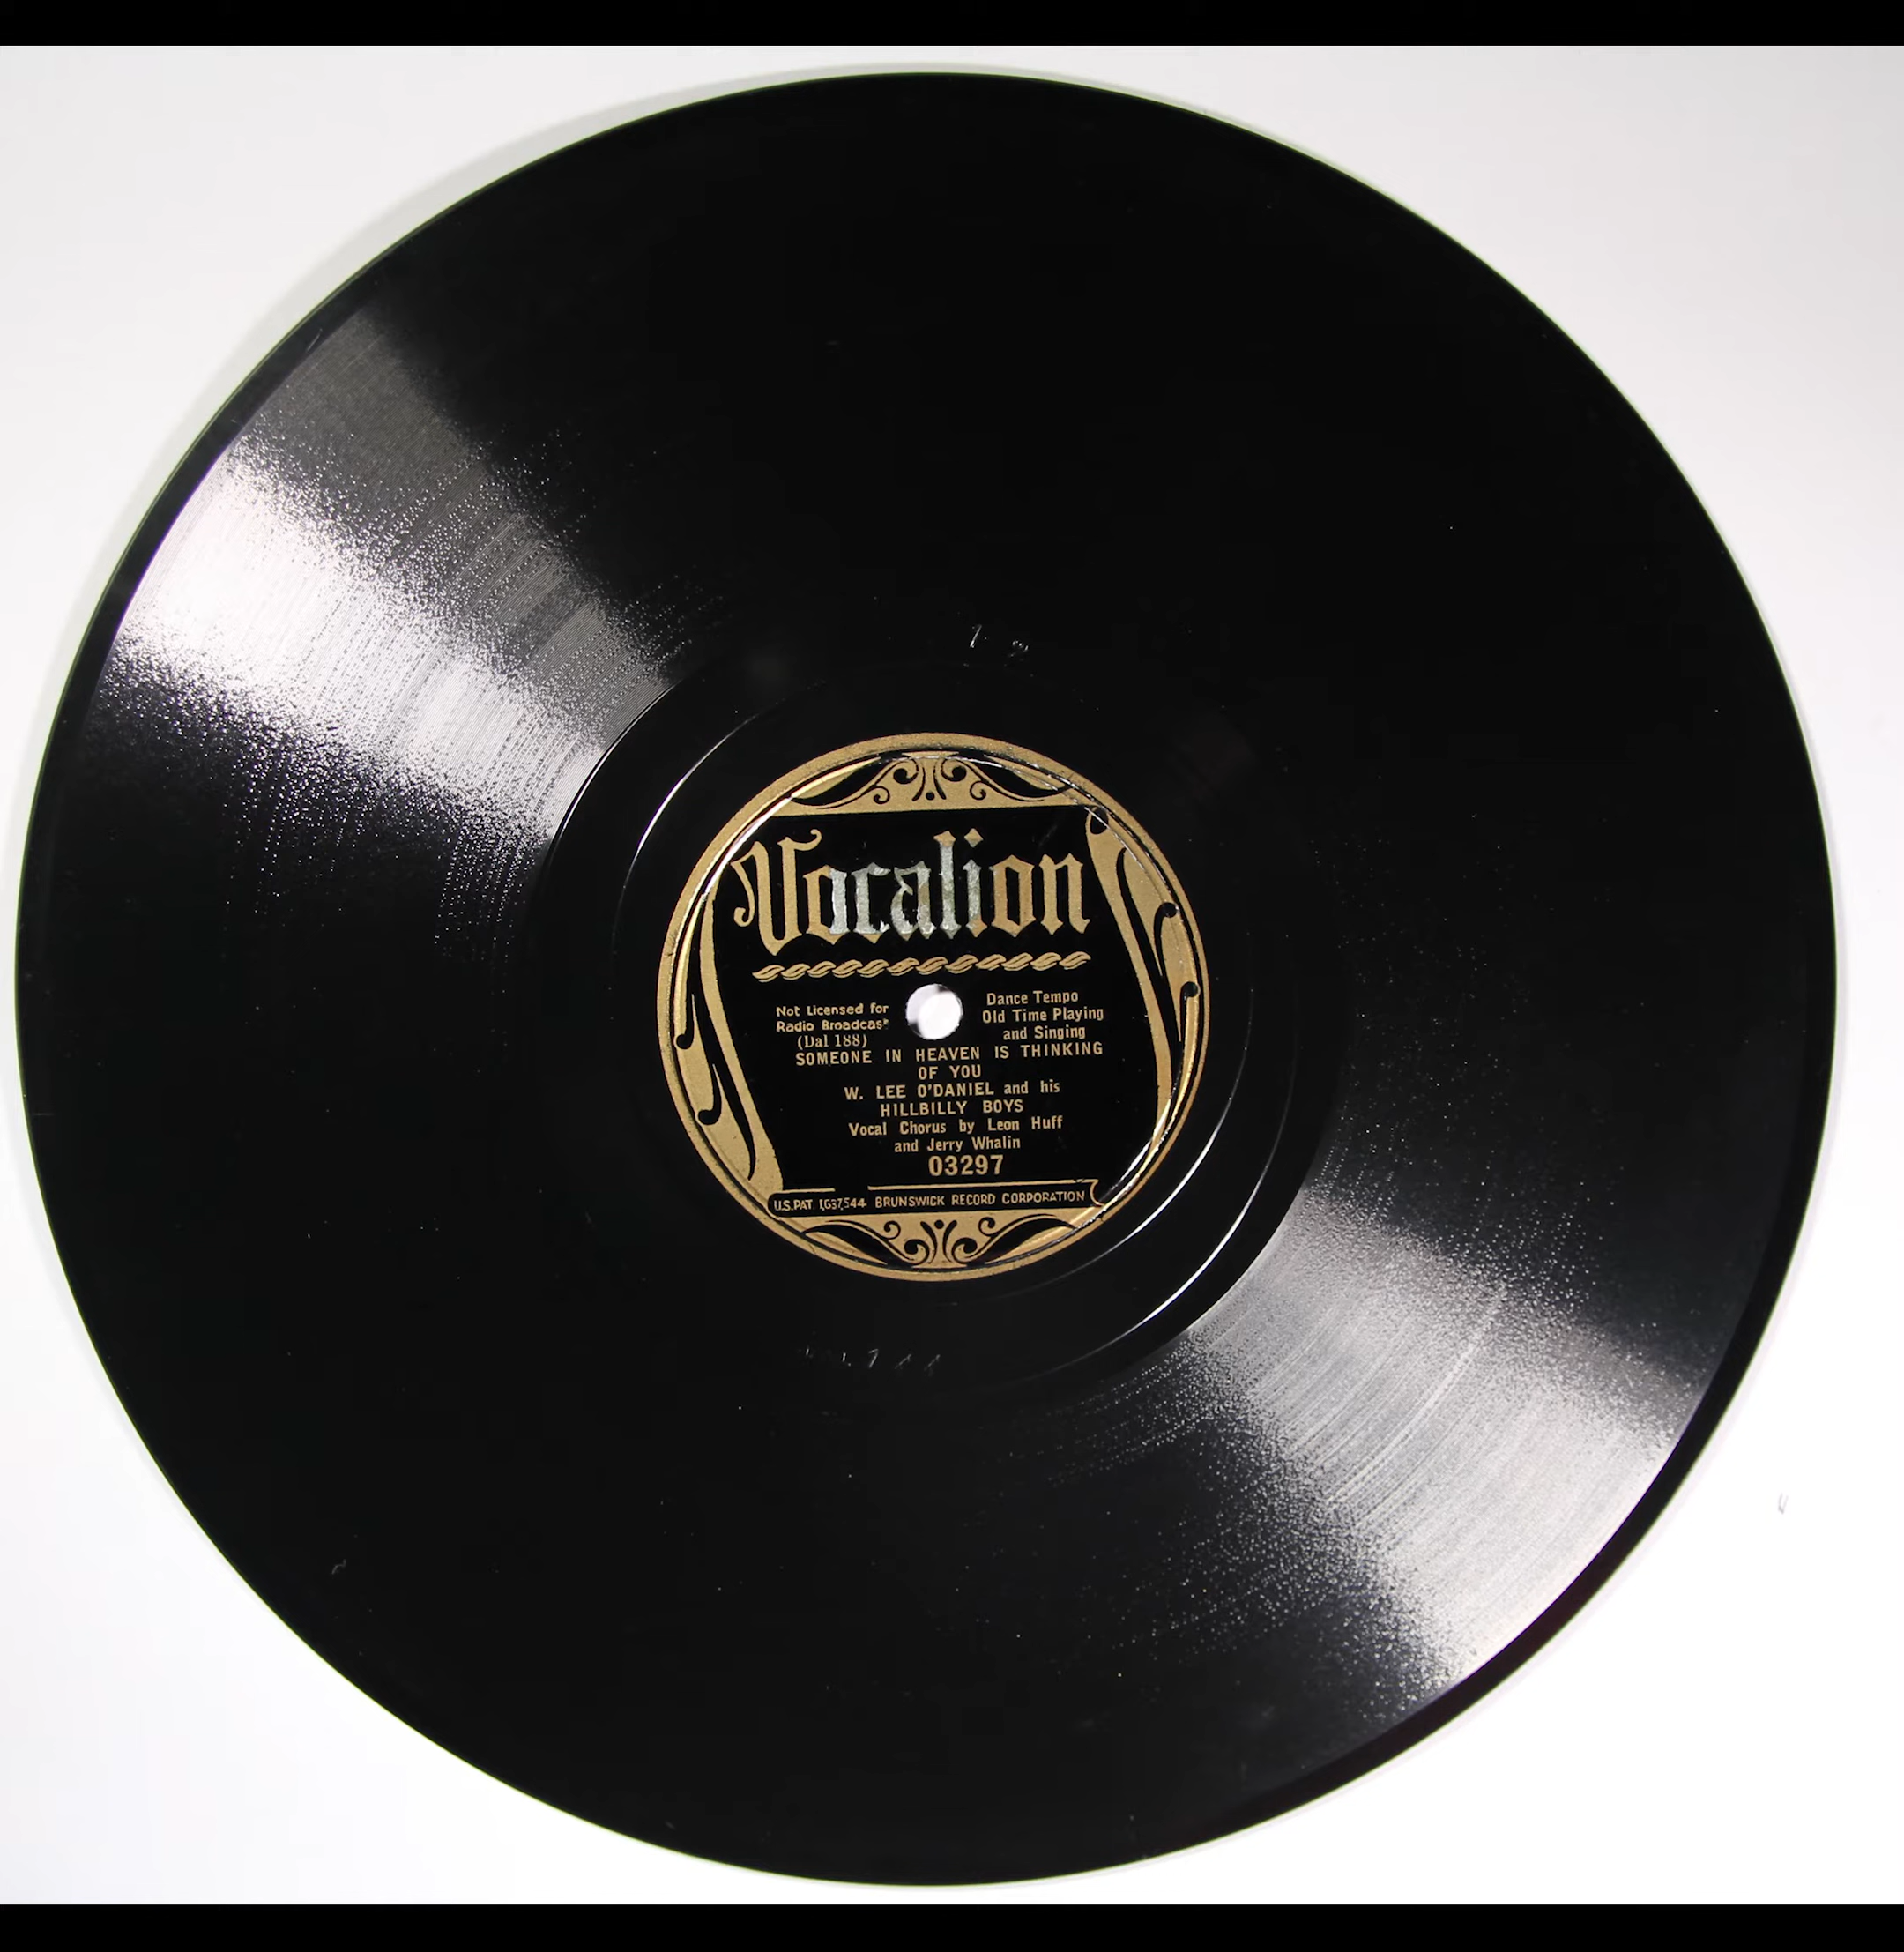 Vocalion
Not Licensed for
Radio Broadcast
(Dal 188)
Dance Tempo
Old Time Playing
and Singing
SOMEONE IN HEAVEN IS THINKING
OF YOU
W. LEE O'DANIEL and his
HILLBILLY BOYS
Vocal Chorus by Leon Huff
and Jerry Whalin
03297
U.S. PAT. 1,637,544 BRUNSWICK RECORD CORPORATION